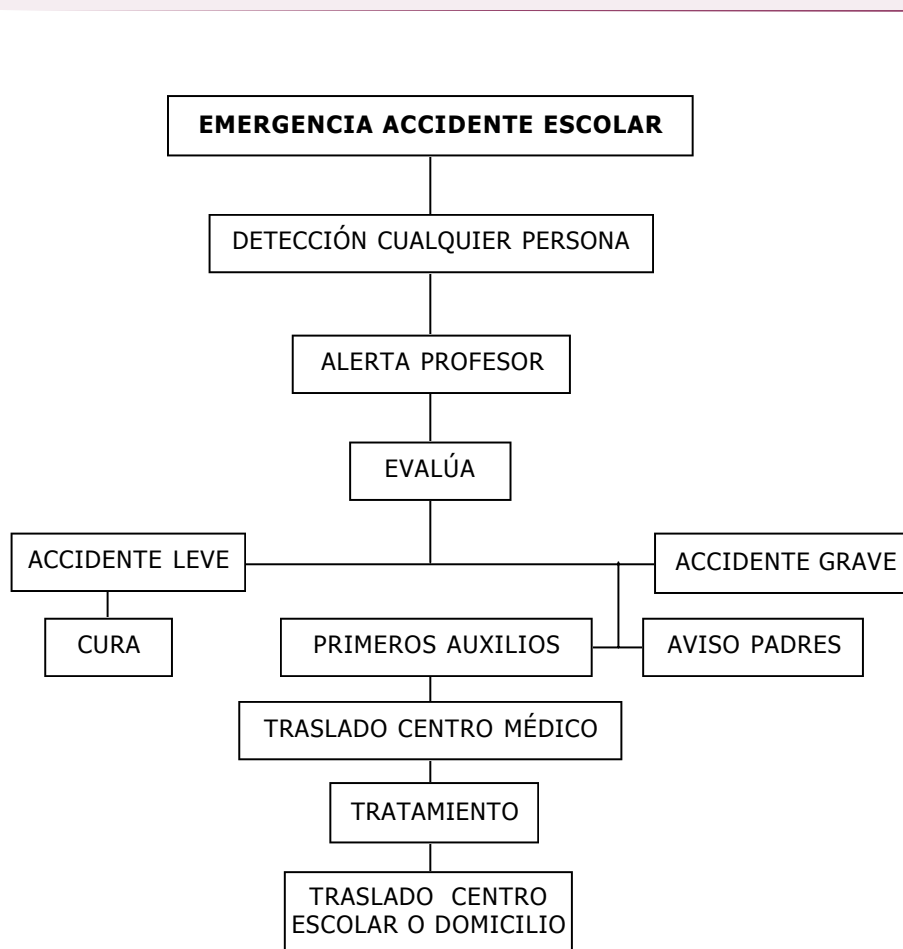 EMERGENCIA ACCIDENTE ESCOLAR
DETECCIÓN CUALQUIER PERSONA
ALERTA PROFESOR
EVALÚA
ACCIDENTE LEVE
ACCIDENTE GRAVE
CURA
PRIMEROS AUXILIOS
AVISO PADRES
TRASLADO CENTRO MÉDICO
TRATAMIENTO
TRASLADO CENTRO
ESCOLAR O DOMICILIO